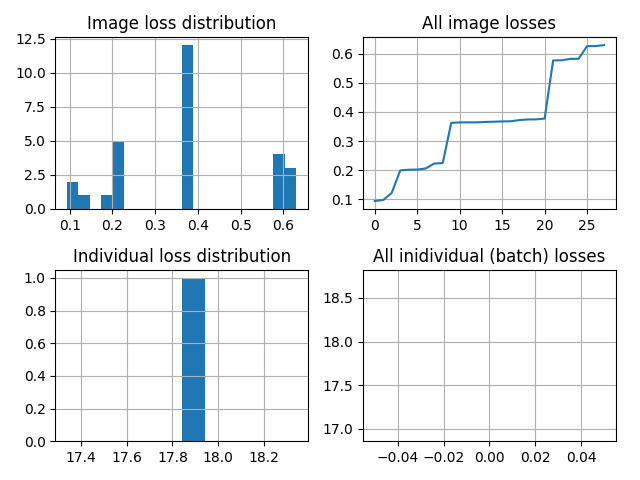 Image loss distribution
12.5
10.0
7.5
5.0
2.5
0.0
0.1 0.2 0.3 0.4 0.5 0.6
All image losses
0.6
0.5
0.4
0.3
0.2
0.1
0 5 10 15 20 25
Individual loss distribution
1.0
0.8
0.6
0.4
0.2
0.0
17.4 17.6 17.8 18.0 18.2
All inidividual (batch) losses
18.5
18.0
17.5
17.0
−0.04 −0.02 0.00 0.02 0.04